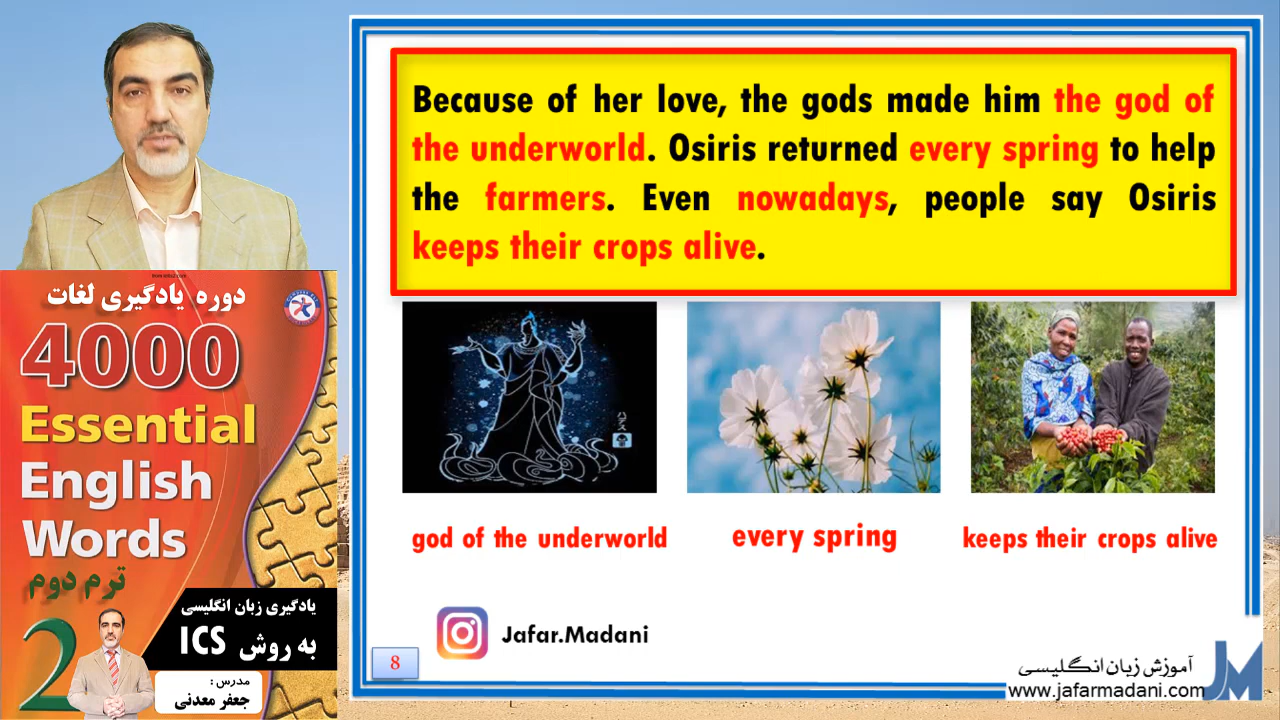 Because of her love, the gods made him the god of
the underworld. Osiris returned every spring to help
the farmers. Even nowadays, people say Osiris
keeps their crops alive.
god of the underworld
every spring
keeps their crops alive
Jafar.Madani
8
آموزش زبان انگلیسی
www.jafarmadani.com
JM
دوره یادگیری لغات
4000
Essential
English
Words
ترم دوم
2
یادگیری زبان انگلیسی
به روش ICS
مدرس :
جعفر معدنی
ハデス